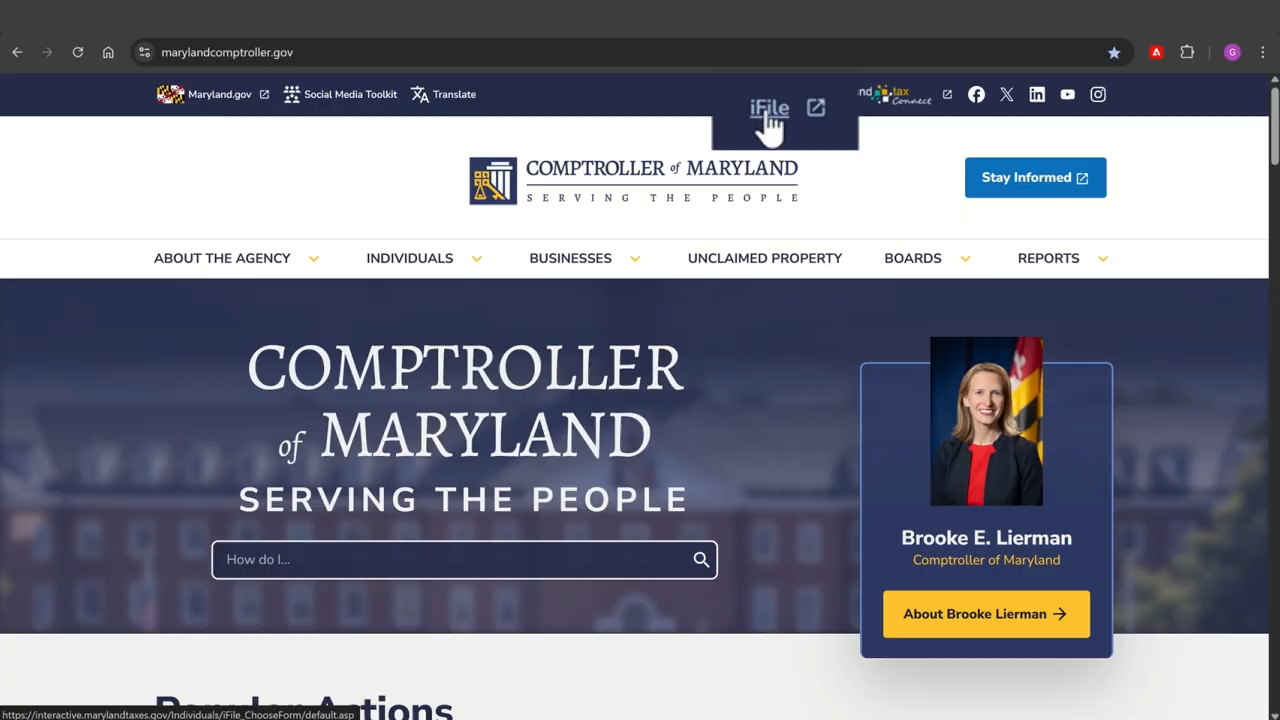 marylandcomptroller.gov
G
Maryland.gov
Social Media Toolkit
Translate
iFile
nd tax
Connect
COMPTROLLER of MARYLAND
SERVING THE PEOPLE
Stay Informed
ABOUT THE AGENCY
INDIVIDUALS
BUSINESSES
UNCLAIMED PROPERTY
BOARDS
REPORTS
COMPTROLLER
of MARYLAND
SERVING THE PEOPLE
How do I...
Brooke E. Lierman
Comptroller of Maryland
About Brooke Lierman
Actions
https://interactive.marylandtaxes.gov/Individuals/iFile_ChooseForm/default.asp